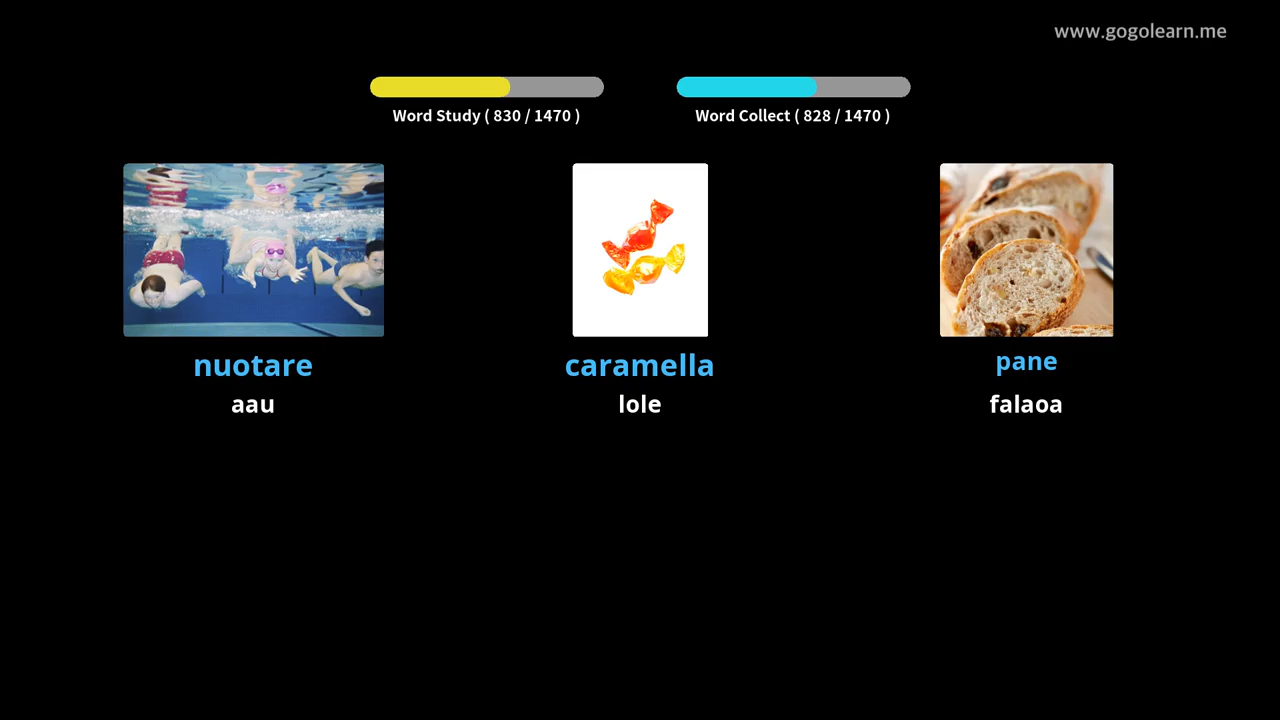 www.gogolearn.me
Word Study ( 830 / 1470 )
Word Collect ( 828 / 1470 )
nuotare
caramella
pane
aau
lole
falaoa